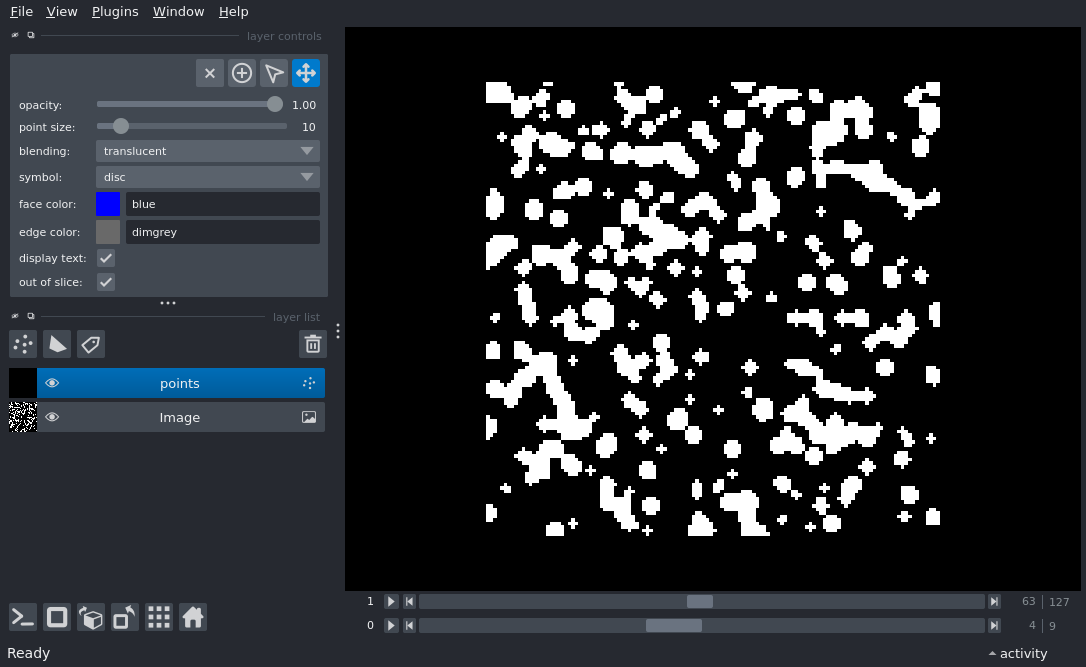 File View Plugins Window Help
layer controls
opacity: 1.00
point size: 10
blending: translucent
symbol: disc
face color: blue
edge color: dimgrey
display text:
out of slice:
layer list
points
Image
1 63 127
0 4 9
Ready activity